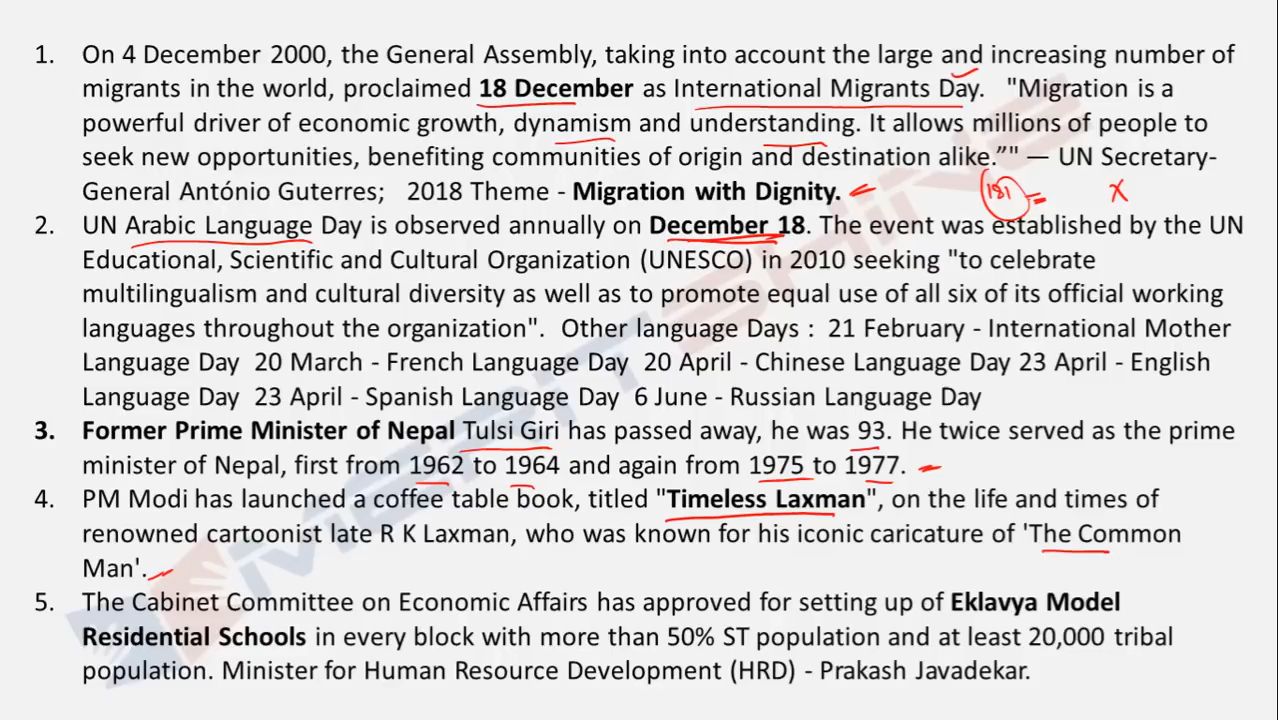 1. On 4 December 2000, the General Assembly, taking into account the large and increasing number of
migrants in the world, proclaimed 18 December as International Migrants Day. "Migration is a
powerful driver of economic growth, dynamism and understanding. It allows millions of people to
seek new opportunities, benefiting communities of origin and destination alike.”" — UN Secretary-
General António Guterres; 2018 Theme - Migration with Dignity.
181 = X
2. UN Arabic Language Day is observed annually on December 18. The event was established by the UN
Educational, Scientific and Cultural Organization (UNESCO) in 2010 seeking "to celebrate
multilingualism and cultural diversity as well as to promote equal use of all six of its official working
languages throughout the organization". Other language Days : 21 February - International Mother
Language Day 20 March - French Language Day 20 April - Chinese Language Day 23 April - English
Language Day 23 April - Spanish Language Day 6 June - Russian Language Day
3. Former Prime Minister of Nepal Tulsi Giri has passed away, he was 93. He twice served as the prime
minister of Nepal, first from 1962 to 1964 and again from 1975 to 1977.
4. PM Modi has launched a coffee table book, titled "Timeless Laxman", on the life and times of
renowned cartoonist late R K Laxman, who was known for his iconic caricature of 'The Common
Man'.
5. The Cabinet Committee on Economic Affairs has approved for setting up of Eklavya Model
Residential Schools in every block with more than 50% ST population and at least 20,000 tribal
population. Minister for Human Resource Development (HRD) - Prakash Javadekar.